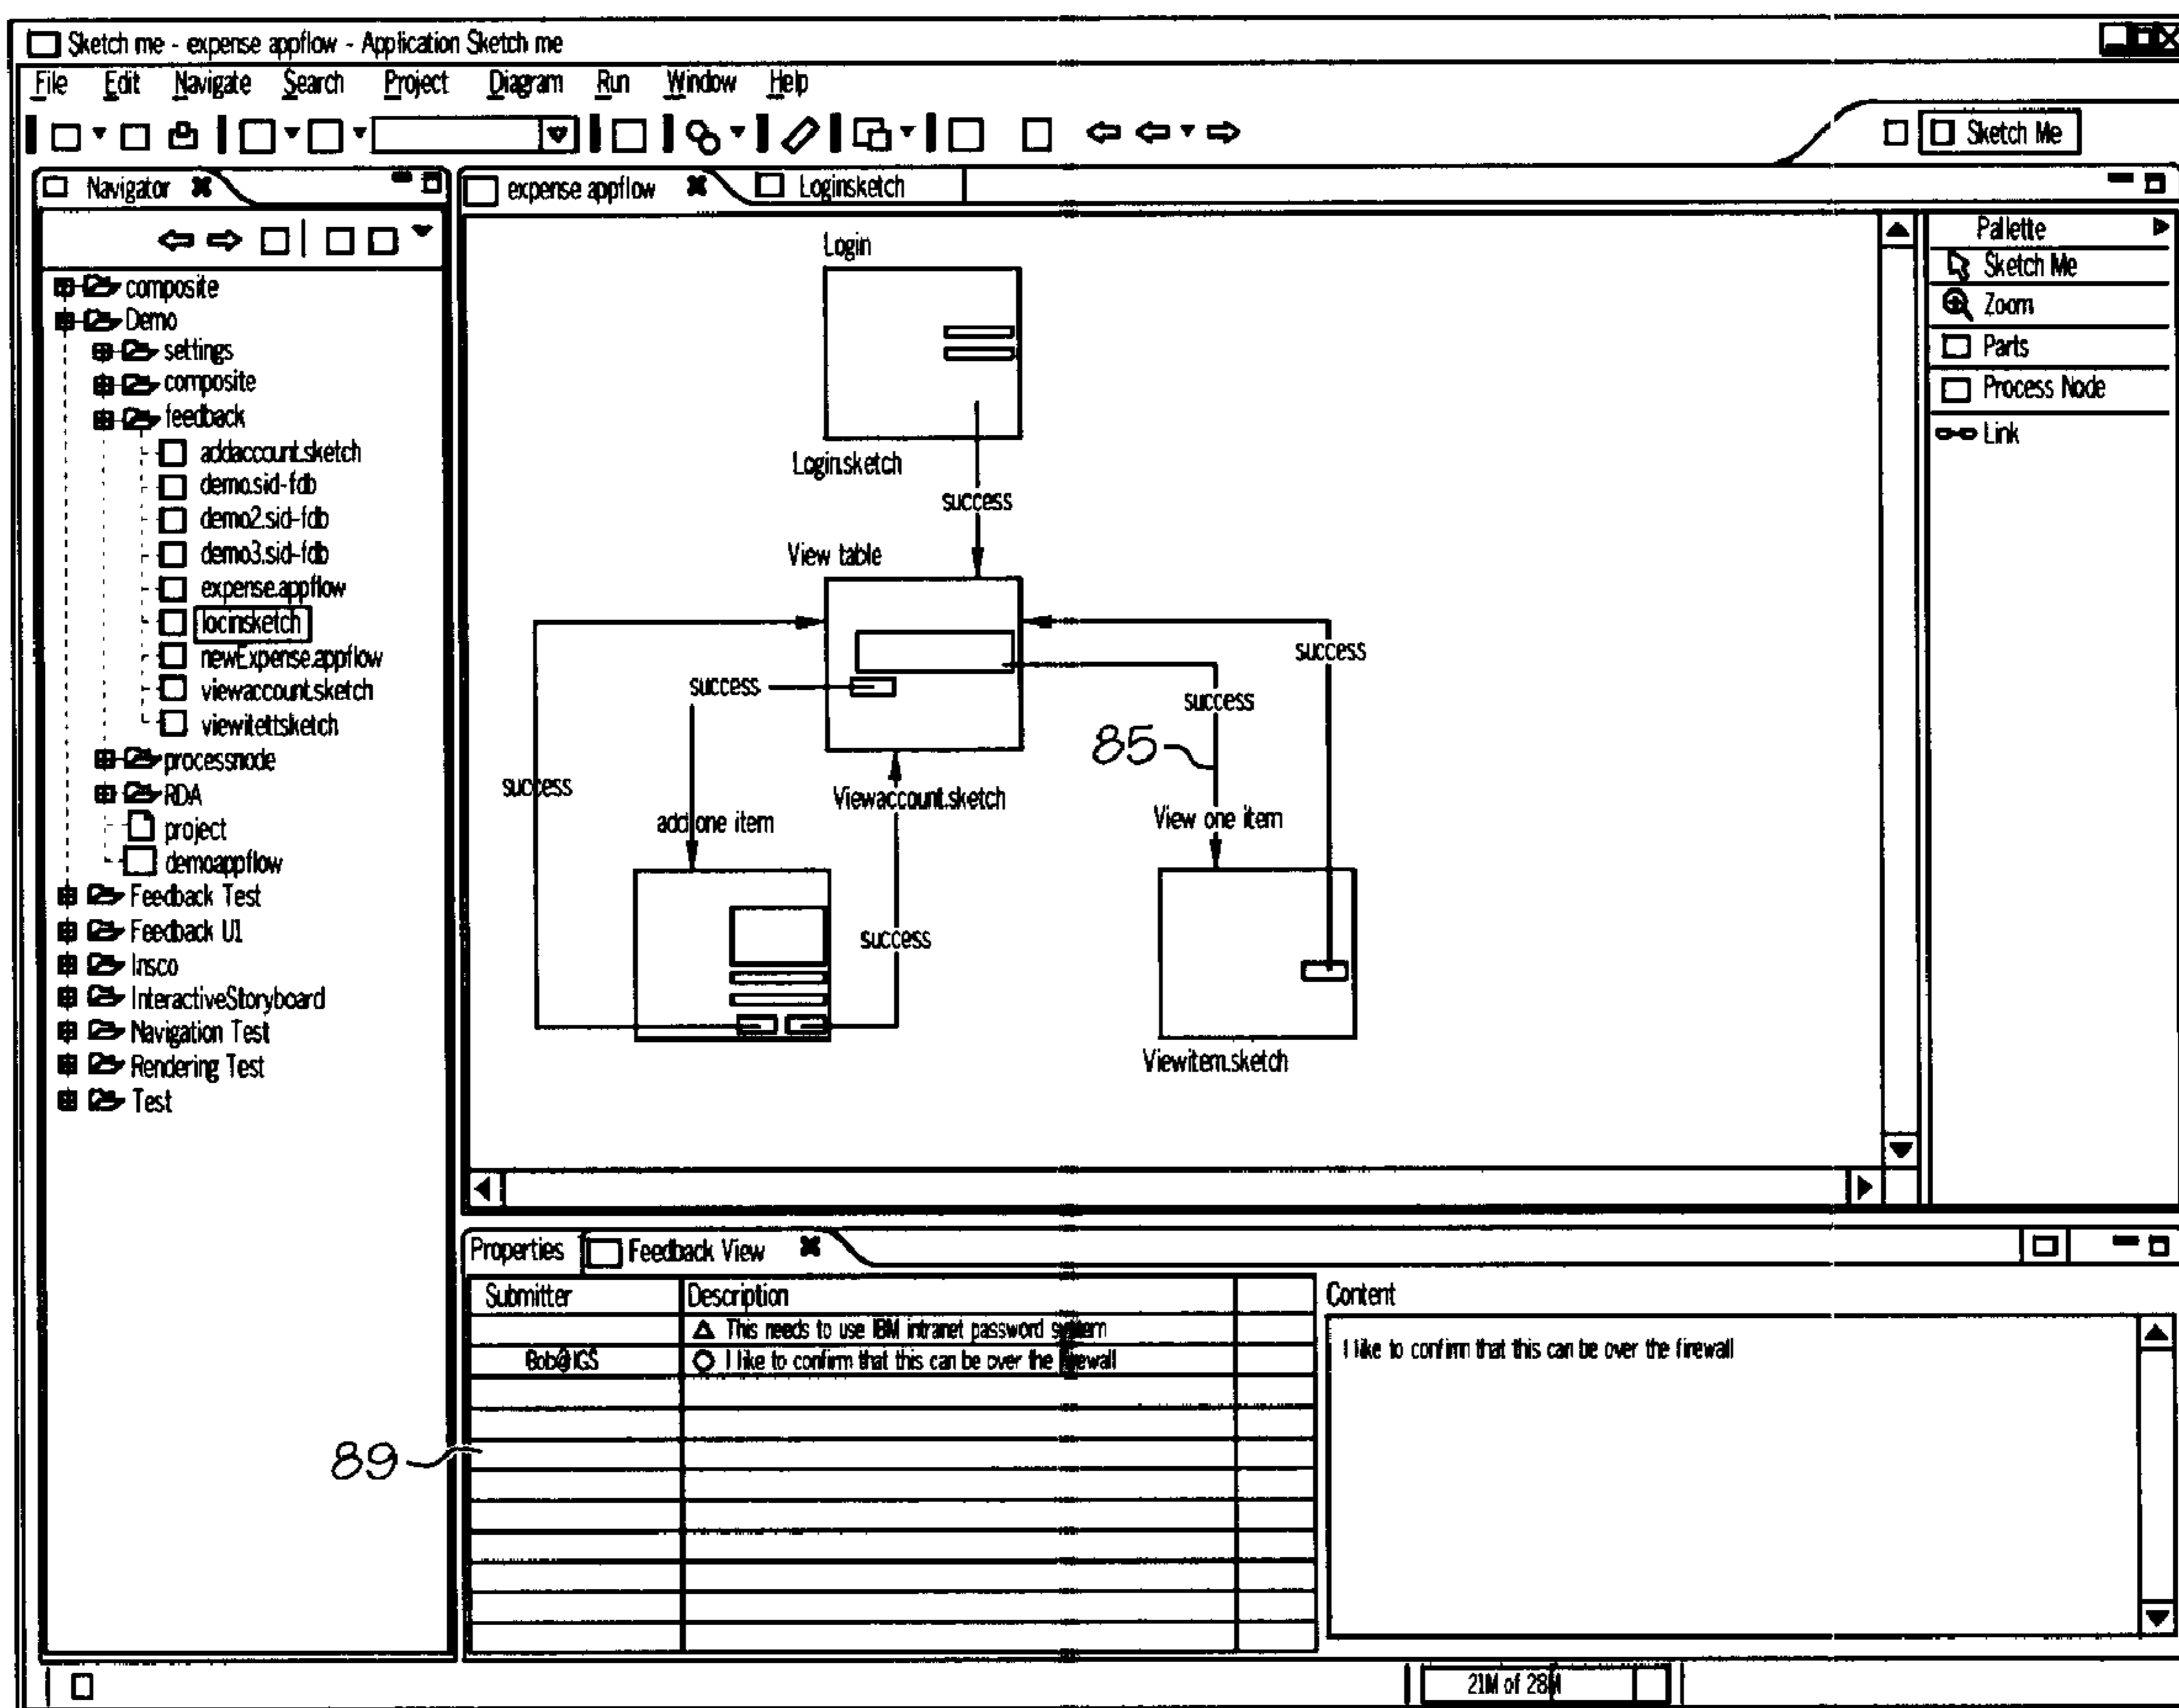 Sketch me - expense appflow - Application Sketch me
File Edit Navigate Search Project Diagram Run Window Help
Sketch Me
Navigator
composite
Demo
settings
composite
feedback
addaccount.sketch
demo.sid-fdb
demo2.sid-fdb
demo3.sid-fdb
expense.appflow
locinsketch
newExpense.appflow
viewaccount.sketch
viewitettsketch
processnode
RDA
project
demoappflow
Feedback Test
Feedback U1
Insco
InteractiveStoryboard
Navigation Test
Rendering Test
Test
expense appflow Loginsketch
Login
Login.sketch
success
View table
success
success
success
85
success
Viewaccount.sketch
add one item
View one item
success
Viewitem.sketch
Pallette
Sketch Me
Zoom
Parts
Process Node
Link
Properties Feedback View
Submitter Description
This needs to use IBM intranet password system
Bob@IGS I like to confirm that this can be over the firewall
89
Content
I like to confirm that this can be over the firewall
21M of 28M